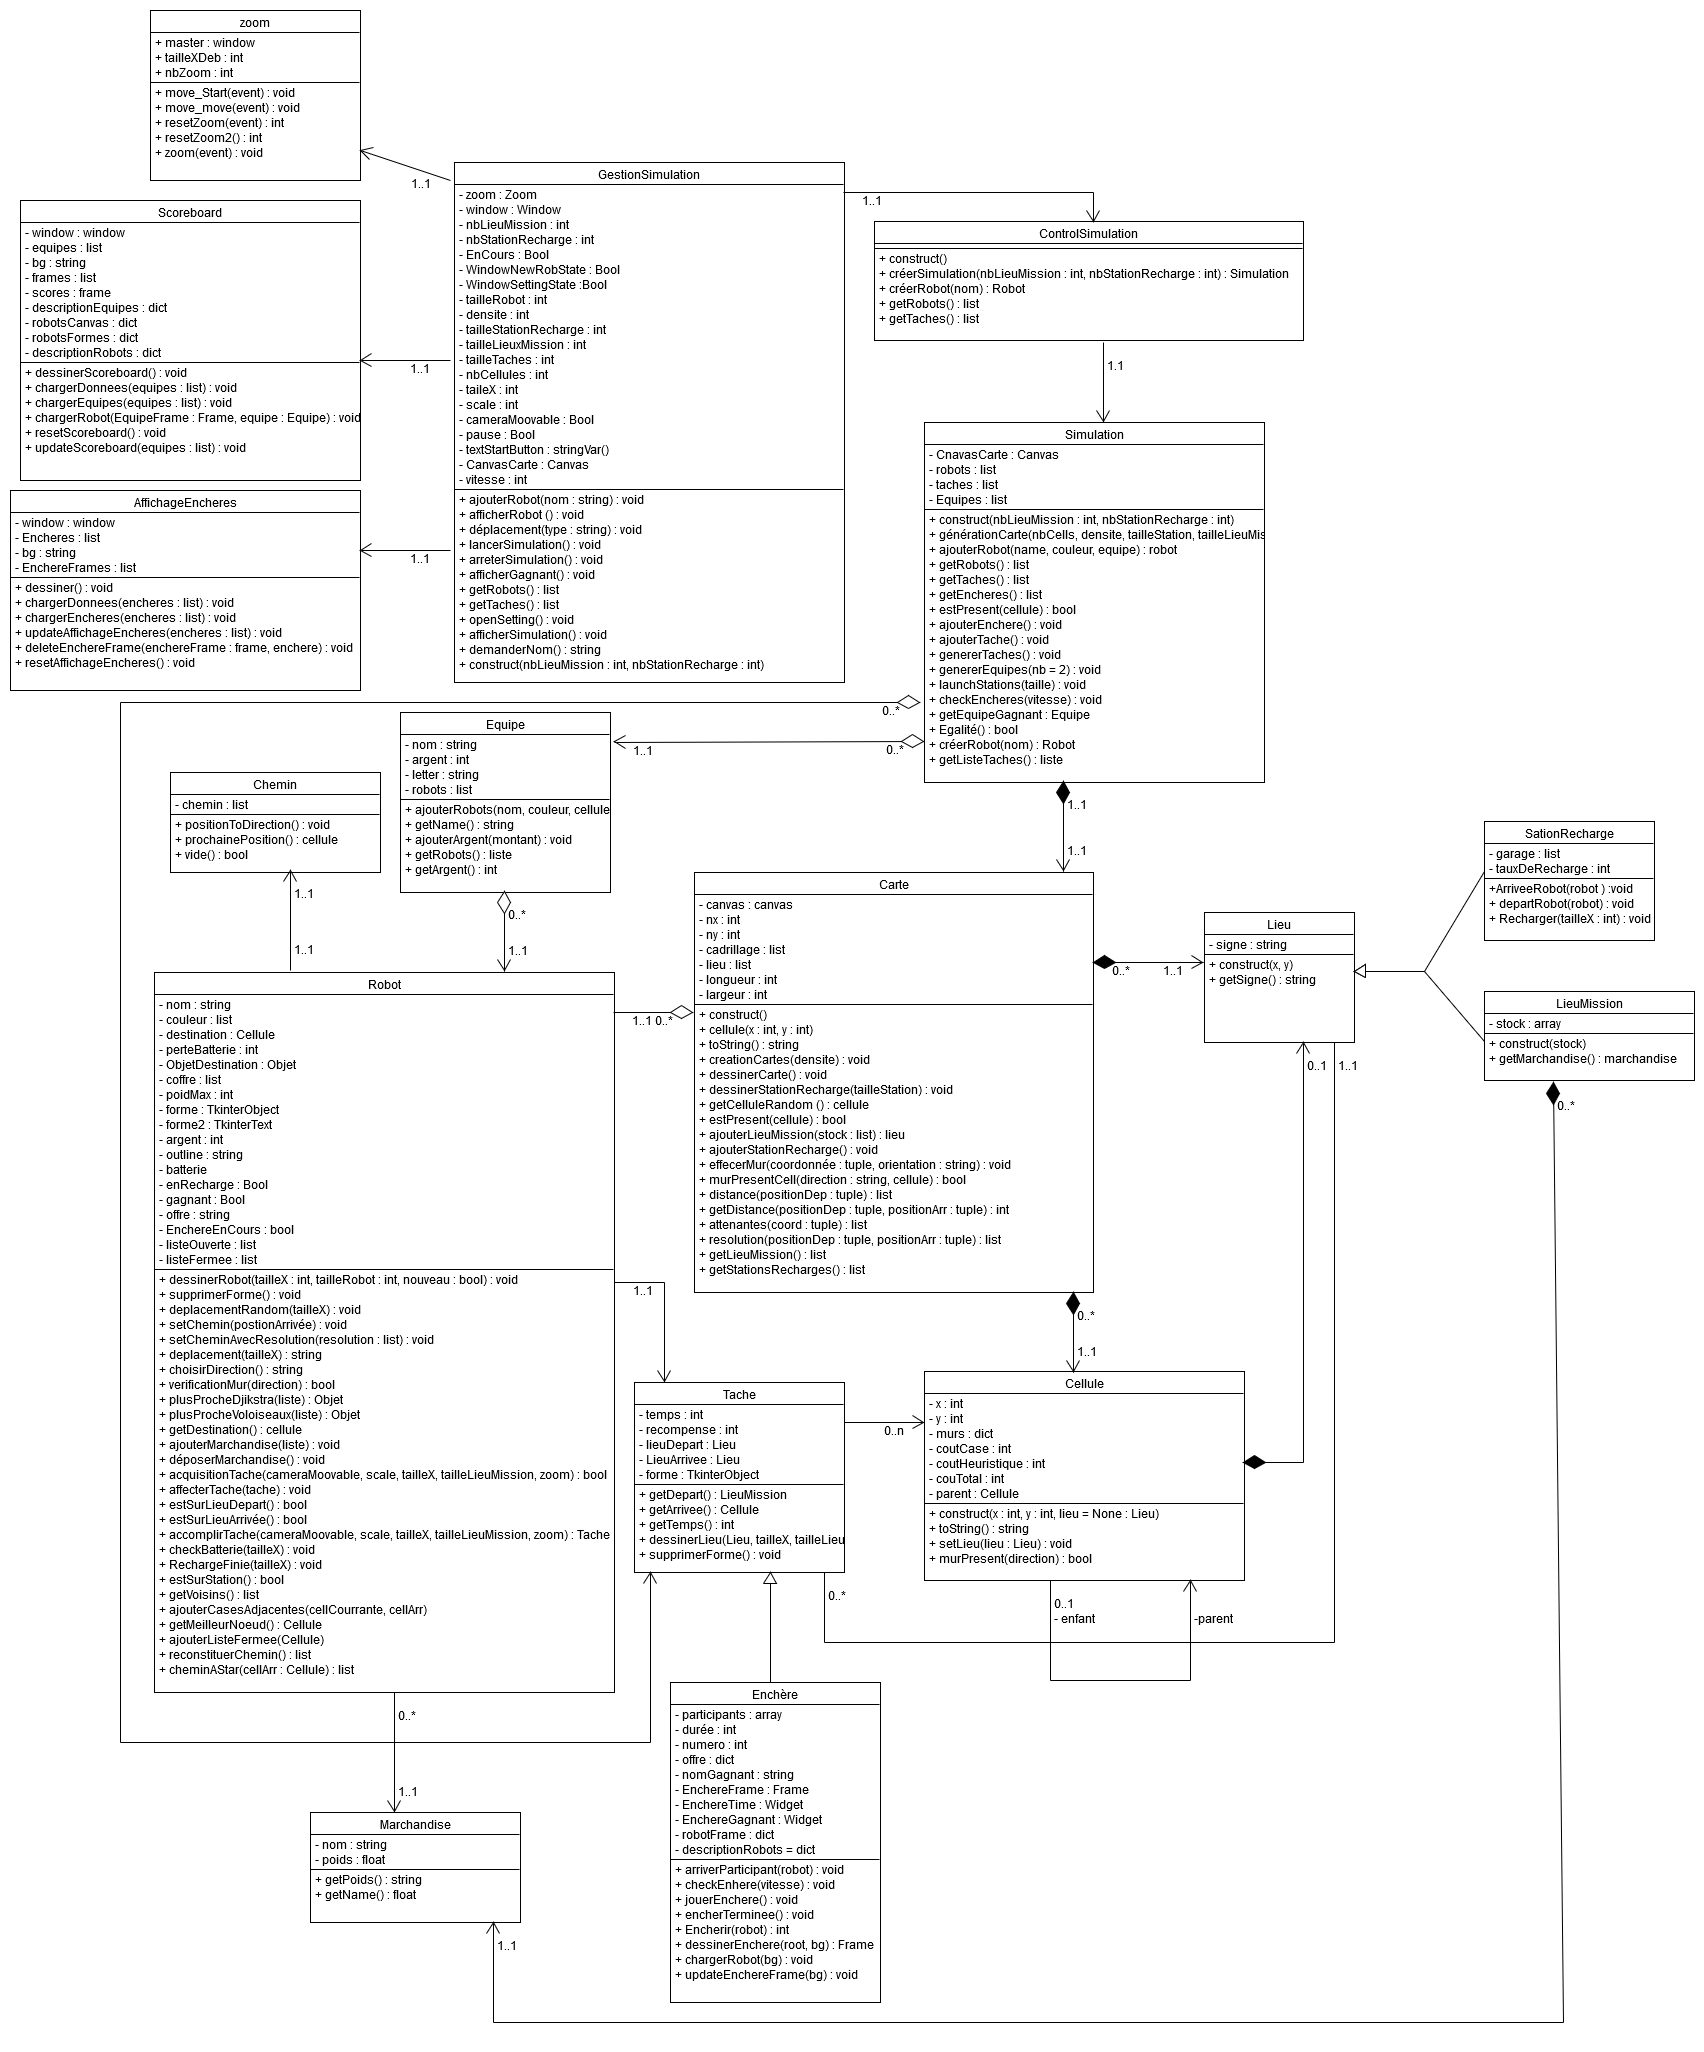 zoom
+ master : window
+ tailleXDeb : int
+ nbZoom : int
+ move_Start(event) : void
+ move_move(event) : void
+ resetZoom(event) : int
+ resetZoom2() : int
+ zoom(event) : void
1..1
Scoreboard
- window : window
- equipes : list
- bg : string
- frames : list
- scores : frame
- descriptionEquipes : dict
- robotsCanvas : dict
- robotsFormes : dict
- descriptionRobots : dict
+ dessinerScoreboard() : void
+ chargerDonnees(equipes : list) : void
+ chargerEquipes(equipes : list) : void
+ chargerRobot(EquipeFrame : Frame, equipe : Equipe) : void
+ resetScoreboard() : void
+ updateScoreboard(equipes : list) : void
1..1
AffichageEncheres
- window : window
- Encheres : list
- bg : string
- EnchereFrames : list
+ dessiner() : void
+ chargerDonnees(encheres : list) : void
+ chargerEncheres(encheres : list) : void
+ updateAffichageEncheres(encheres : list) : void
+ deleteEnchereFrame(enchereFrame : frame, enchere) : void
+ resetAffichageEncheres() : void
1..1
GestionSimulation
- zoom : Zoom
- window : Window
- nbLieuMission : int
- nbStationRecharge : int
- EnCours : Bool
- WindowNewRobState : Bool
- WindowSettingState :Bool
- tailleRobot : int
- densite : int
- tailleStationRecharge : int
- tailleLieuxMission : int
- tailleTaches : int
- nbCellules : int
- taileX : int
- scale : int
- cameraMoovable : Bool
- pause : Bool
- textStartButton : stringVar()
- CanvasCarte : Canvas
- vitesse : int
+ ajouterRobot(nom : string) : void
+ afficherRobot () : void
+ déplacement(type : string) : void
+ lancerSimulation() : void
+ arreterSimulation() : void
+ afficherGagnant() : void
+ getRobots() : list
+ getTaches() : list
+ openSetting() : void
+ afficherSimulation() : void
+ demanderNom() : string
+ construct(nbLieuMission : int, nbStationRecharge : int)
1..1
ControlSimulation
+ construct()
+ créerSimulation(nbLieuMission : int, nbStationRecharge : int) : Simulation
+ créerRobot(nom) : Robot
+ getRobots() : list
+ getTaches() : list
1.1
Simulation
- CnavasCarte : Canvas
- robots : list
- taches : list
- Equipes : list
+ construct(nbLieuMission : int, nbStationRecharge : int)
+ générationCarte(nbCells, densite, tailleStation, tailleLieuMis
+ ajouterRobot(name, couleur, equipe) : robot
+ getRobots() : list
+ getTaches() : list
+ getEncheres() : list
+ estPresent(cellule) : bool
+ ajouterEnchere() : void
+ ajouterTache() : void
+ genererTaches() : void
+ genererEquipes(nb = 2) : void
+ launchStations(taille) : void
+ checkEncheres(vitesse) : void
+ getEquipeGagnant : Equipe
+ Egalité() : bool
+ créerRobot(nom) : Robot
+ getListeTaches() : liste
0..*
0..*
1..1
1..1
1..1
Equipe
- nom : string
- argent : int
- letter : string
- robots : list
+ ajouterRobots(nom, couleur, cellule
+ getName() : string
+ ajouterArgent(montant) : void
+ getRobots() : liste
+ getArgent() : int
0..*
1..1
Chemin
- chemin : list
+ positionToDirection() : void
+ prochainePosition() : cellule
+ vide() : bool
1..1
1..1
Robot
- nom : string
- couleur : list
- destination : Cellule
- perteBatterie : int
- ObjetDestination : Objet
- coffre : list
- poidMax : int
- forme : TkinterObject
- forme2 : TkinterText
- argent : int
- outline : string
- batterie
- enRecharge : Bool
- gagnant : Bool
- offre : string
- EnchereEnCours : bool
- listeOuverte : list
- listeFermee : list
+ dessinerRobot(tailleX : int, tailleRobot : int, nouveau : bool) : void
+ supprimerForme() : void
+ deplacementRandom(tailleX) : void
+ setChemin(postionArrivée) : void
+ setCheminAvecResolution(resolution : list) : void
+ deplacement(tailleX) : string
+ choisirDirection() : string
+ verificationMur(direction) : bool
+ plusProcheDjikstra(liste) : Objet
+ plusProcheVoloiseaux(liste) : Objet
+ getDestination() : cellule
+ ajouterMarchandise(liste) : void
+ déposerMarchandise() : void
+ acquisitionTache(cameraMoovable, scale, tailleX, tailleLieuMission, zoom) : bool
+ affecterTache(tache) : void
+ estSurLieuDepart() : bool
+ estSurLieuArrivée() : bool
+ accomplirTache(cameraMoovable, scale, tailleX, tailleLieuMission, zoom) : Tache
+ checkBatterie(tailleX) : void
+ RechargeFinie(tailleX) : void
+ estSurStation() : bool
+ getVoisins() : list
+ ajouterCasesAdjacentes(cellCourrante, cellArr)
+ getMeilleurNoeud() : Cellule
+ ajouterListeFermee(Cellule)
+ reconstituerChemin() : list
+ cheminAStar(cellArr : Cellule) : list
1..1 0..*
1..1
0..*
1..1
Carte
- canvas : canvas
- nx : int
- ny : int
- cadrillage : list
- lieu : list
- longueur : int
- largeur : int
+ construct()
+ cellule(x : int, y : int)
+ toString() : string
+ creationCartes(densite) : void
+ dessinerCarte() : void
+ dessinerStationRecharge(tailleStation) : void
+ getCelluleRandom () : cellule
+ estPresent(cellule) : bool
+ ajouterLieuMission(stock : list) : lieu
+ ajouterStationRecharge() : void
+ effecerMur(coordonnée : tuple, orientation : string) : void
+ murPresentCell(direction : string, cellule) : bool
+ distance(positionDep : tuple) : list
+ getDistance(positionDep : tuple, positionArr : tuple) : int
+ attenantes(coord : tuple) : list
+ resolution(positionDep : tuple, positionArr : tuple) : list
+ getLieuMission() : list
+ getStationsRecharges() : list
0..*
1..1
0..*
1..1
Lieu
- signe : string
+ construct(x, y)
+ getSigne() : string
0..1
1..1
SationRecharge
- garage : list
- tauxDeRecharge : int
+ArriveeRobot(robot ) :void
+ departRobot(robot) : void
+ Recharger(tailleX : int) : void
LieuMission
- stock : array
+ construct(stock)
+ getMarchandise() : marchandise
0..*
Tache
- temps : int
- recompense : int
- lieuDepart : Lieu
- LieuArrivee : Lieu
- forme : TkinterObject
+ getDepart() : LieuMission
+ getArrivee() : Cellule
+ getTemps() : int
+ dessinerLieu(Lieu, tailleX, tailleLieu
+ supprimerForme() : void
0..n
0..*
Cellule
- x : int
- y : int
- murs : dict
- coutCase : int
- coutHeuristique : int
- couTotal : int
- parent : Cellule
+ construct(x : int, y : int, lieu = None : Lieu)
+ toString() : string
+ setLieu(lieu : Lieu) : void
+ murPresent(direction) : bool
0..1
- enfant
-parent
Enchère
- participants : array
- durée : int
- numero : int
- offre : dict
- nomGagnant : string
- EnchereFrame : Frame
- EnchereTime : Widget
- EnchereGagnant : Widget
- robotFrame : dict
- descriptionRobots = dict
+ arriverParticipant(robot) : void
+ checkEnhere(vitesse) : void
+ jouerEnchere() : void
+ encherTerminee() : void
+ Encherir(robot) : int
+ dessinerEnchere(root, bg) : Frame
+ chargerRobot(bg) : void
+ updateEnchereFrame(bg) : void
Marchandise
- nom : string
- poids : float
+ getPoids() : string
+ getName() : float
1..1